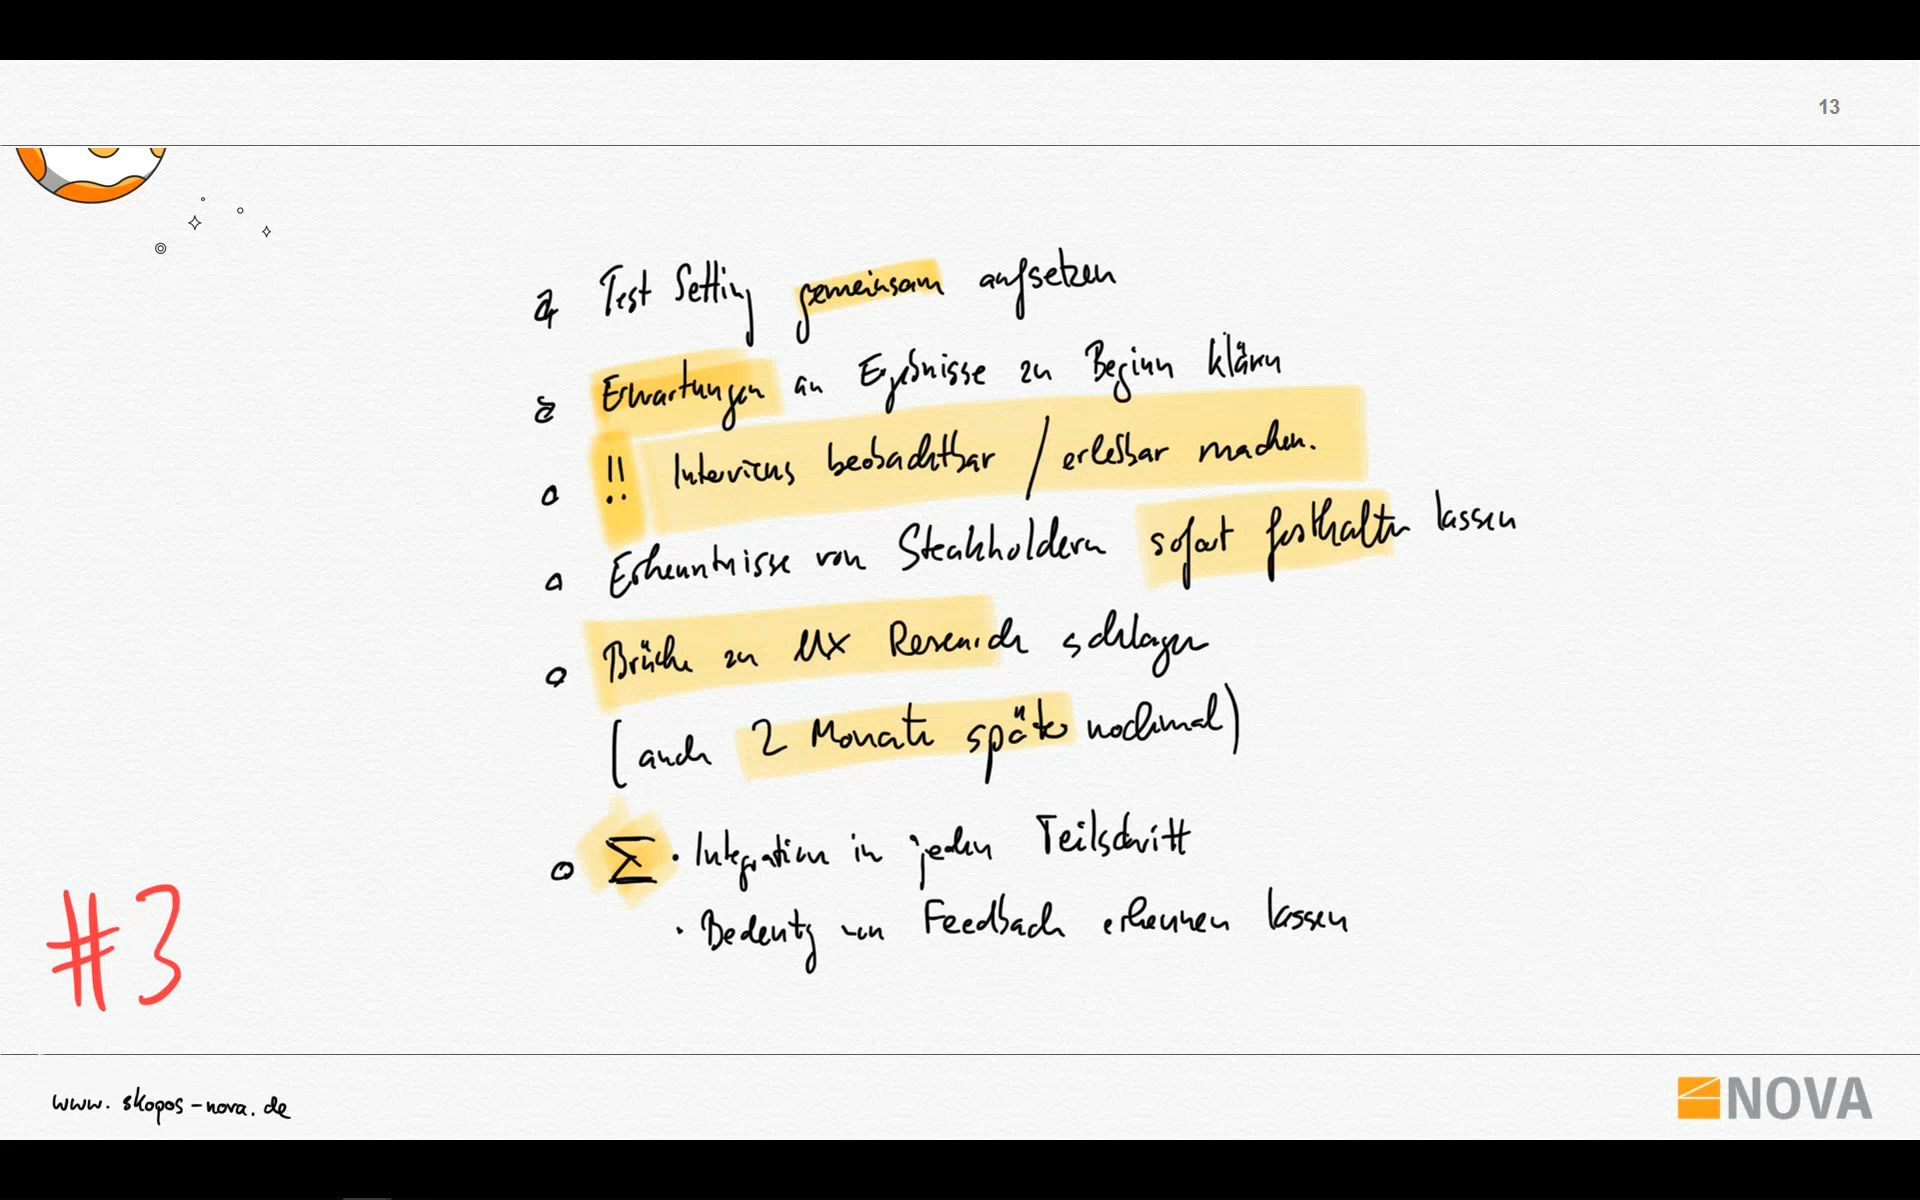 13
Test Setting gemeinsam aufsetzen
Erwartungen an Ergebnisse zu Beginn klären
!! Interviews beobachtbar / erlebbar machen.
Erkenntnisse von Steakholdern sofort festhalten lassen
Brücke zu UX Research schlagen
(auch 2 Monate später nochmal)
Σ · Integration in jeden Teilschritt
· Bedeutg von Feedback erkennen lassen
#3
www.skopos-nova.de
NOVA